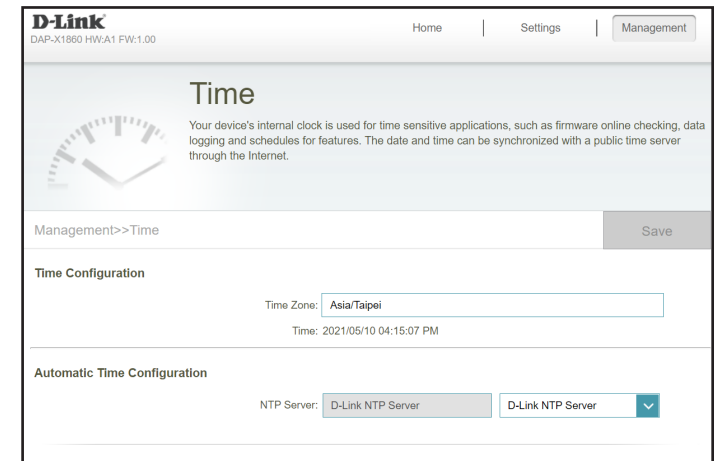 D-Link
DAP-X1860 HW:A1 FW:1.00
Home | Settings | Management
Time
Your device's internal clock is used for time sensitive applications, such as firmware online checking, data
logging and schedules for features. The date and time can be synchronized with a public time server
through the Internet.
Management>>Time
Save
Time Configuration
Time Zone: Asia/Taipei
Time: 2021/05/10 04:15:07 PM
Automatic Time Configuration
NTP Server: D-Link NTP Server D-Link NTP Server